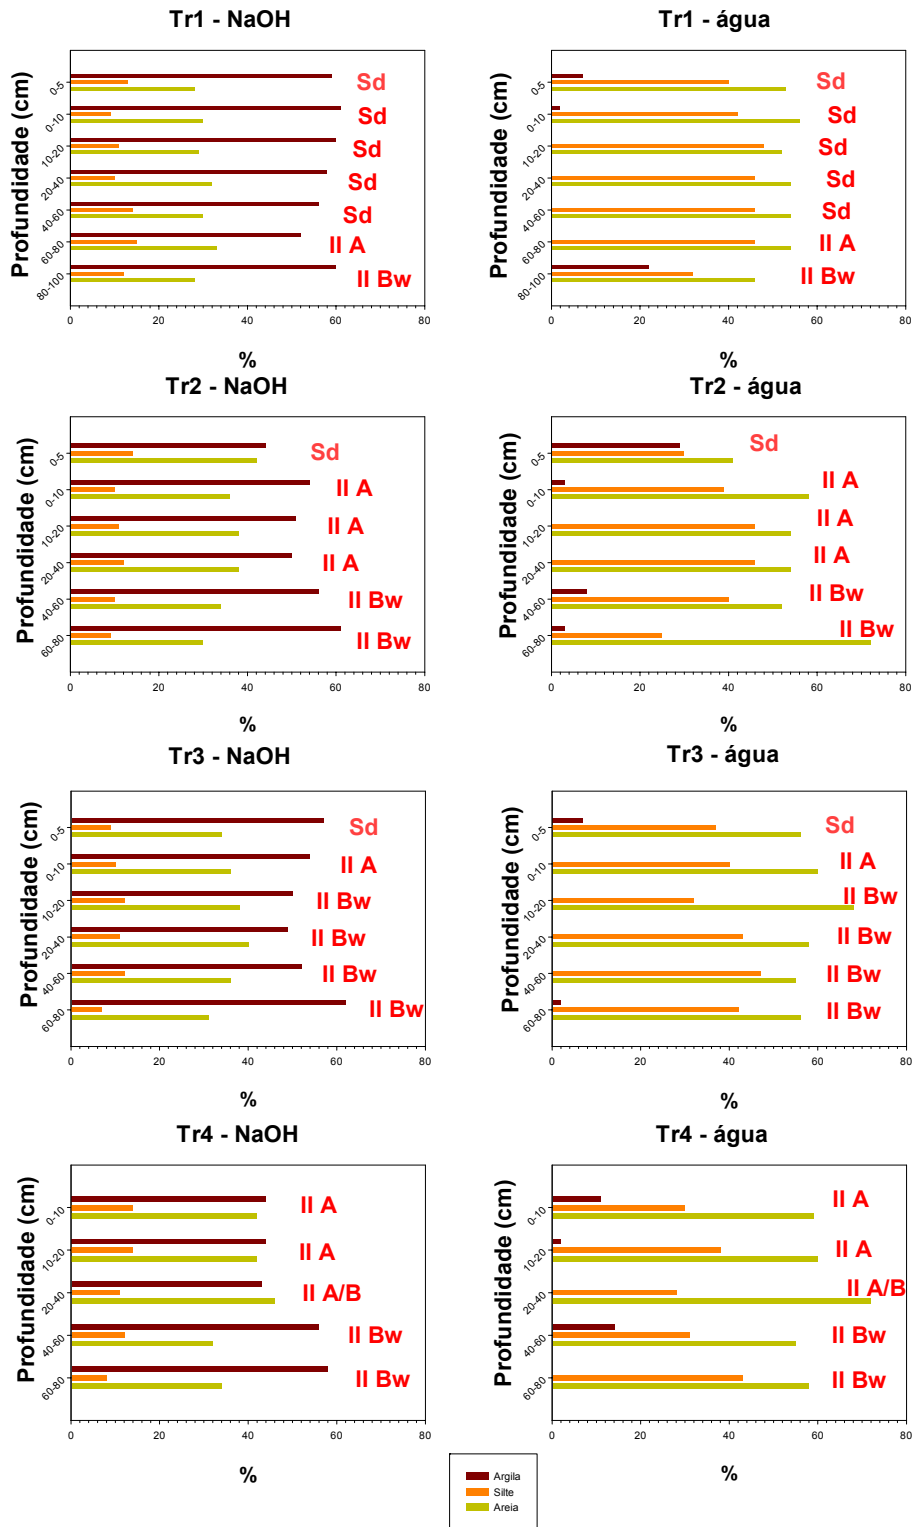 Tr1 - NaOH
Profundidade (cm)
0-5
0-10
10-20
20-40
40-60
60-80
80-100
Sd
Sd
Sd
Sd
Sd
II A
II Bw
0 20 40 60 80
%
Tr1 - água
Sd
Sd
Sd
Sd
Sd
II A
II Bw
0-5
0-10
10-20
20-40
40-60
60-80
80-100
Profundidade (cm)
0 20 40 60 80
%
Tr2 - NaOH
Profundidade (cm)
0-5
0-10
10-20
20-40
40-60
60-80
Sd
II A
II A
II A
II Bw
II Bw
0 20 40 60 80
%
Tr2 - água
Profundidade (cm)
0-5
0-10
10-20
20-40
40-60
60-80
Sd
II A
II A
II A
II Bw
II Bw
0 20 40 60 80
%
Tr3 - NaOH
Profundidade (cm)
0-5
0-10
10-20
20-40
40-60
60-80
Sd
II A
II Bw
II Bw
II Bw
II Bw
0 20 40 60 80
%
Tr3 - água
Profundidade (cm)
0-5
0-10
10-20
20-40
40-60
60-80
Sd
II A
II Bw
II Bw
II Bw
II Bw
0 20 40 60 80
%
Tr4 - NaOH
Profundidade (cm)
0-10
10-20
20-40
40-60
60-80
II A
II A
II A/B
II Bw
II Bw
0 20 40 60 80
%
Tr4 - água
Profundidade (cm)
0-10
10-20
20-40
40-60
60-80
II A
II A
II A/B
II Bw
II Bw
0 20 40 60 80
%
Argila
Silte
Areia